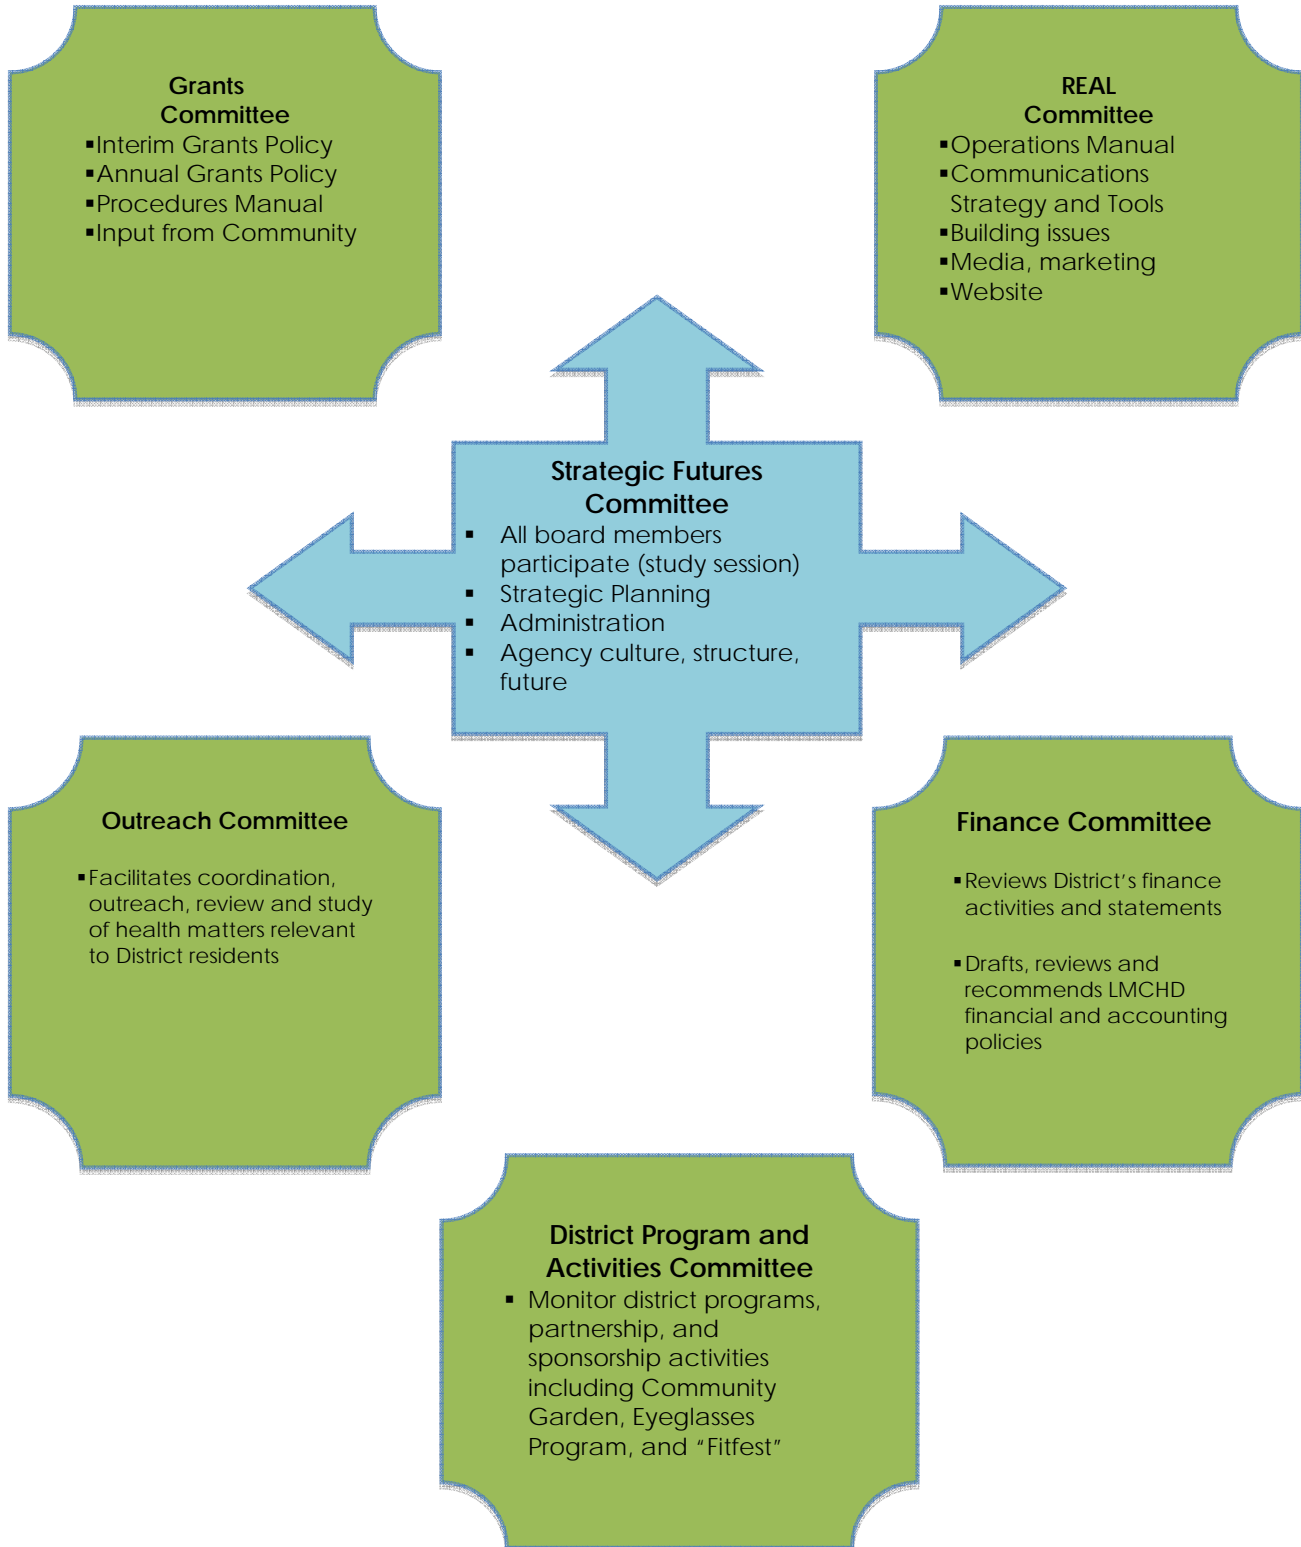 Grants
Committee
▪Interim Grants Policy
▪Annual Grants Policy
▪Procedures Manual
▪Input from Community
REAL
Committee
▪Operations Manual
▪Communications
Strategy and Tools
▪Building issues
▪Media, marketing
▪Website
Strategic Futures
Committee
▪ All board members
participate (study session)
▪ Strategic Planning
▪ Administration
▪ Agency culture, structure,
future
Outreach Committee
▪Facilitates coordination,
outreach, review and study
of health matters relevant
to District residents
Finance Committee
▪Reviews District’s finance
activities and statements
▪Drafts, reviews and
recommends LMCHD
financial and accounting
policies
District Program and
Activities Committee
▪ Monitor district programs,
partnership, and
sponsorship activities
including Community
Garden, Eyeglasses
Program, and “Fitfest”